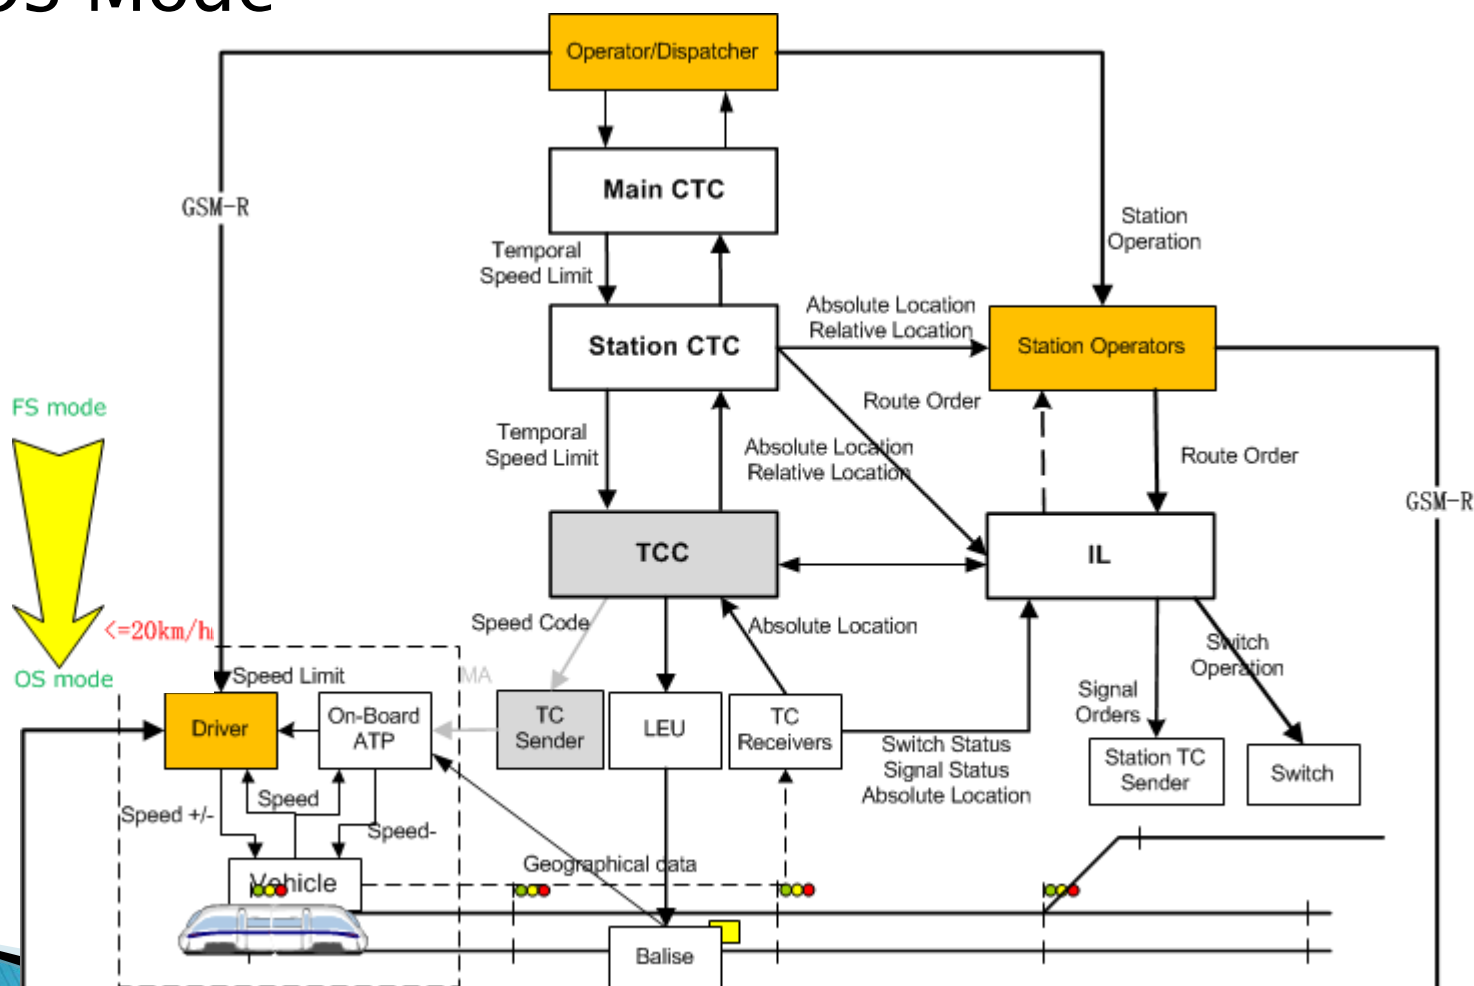 OS Mode
Operator/Dispatcher
Main CTC
GSM-R
Station
Operation
Temporal
Speed Limit
Absolute Location
Relative Location
Station CTC
Station Operators
FS mode
Route Order
Temporal
Speed Limit
Absolute Location
Relative Location
Route Order
GSM-R
TCC
IL
<=20km/h
Speed Code
Absolute Location
Switch
Operation
OS mode
Speed Limit
MA
Signal
Orders
Driver
On-Board
ATP
TC
Sender
LEU
TC
Receivers
Switch Status
Signal Status
Absolute Location
Station TC
Sender
Switch
Speed +/-
Speed
Speed-
Geographical data
Vehicle
Balise